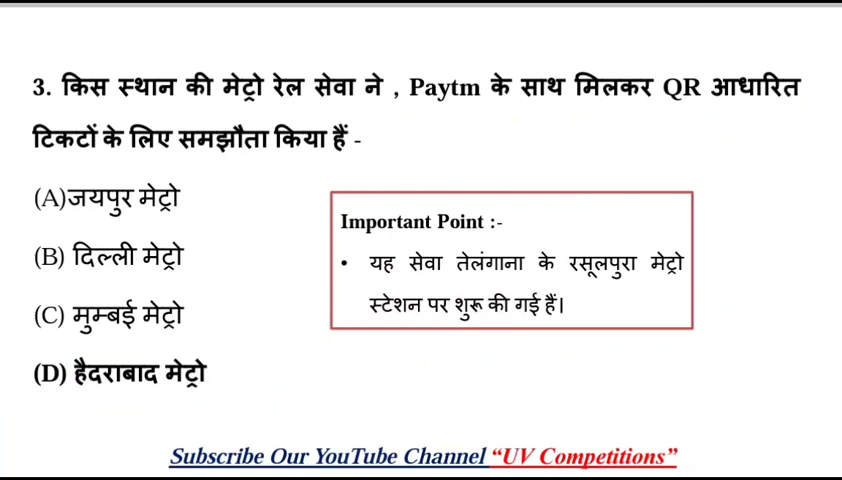 3. किस स्थान की मेट्रो रेल सेवा ने , Paytm के साथ मिलकर QR आधारित
टिकटों के लिए समझौता किया हैं -
(A)जयपुर मेट्रो
(B) दिल्ली मेट्रो
(C) मुम्बई मेट्रो
(D) हैदराबाद मेट्रो
Important Point :-
• यह सेवा तेलंगाना के रसूलपुरा मेट्रो
स्टेशन पर शुरू की गई हैं।
Subscribe Our YouTube Channel “UV Competitions”